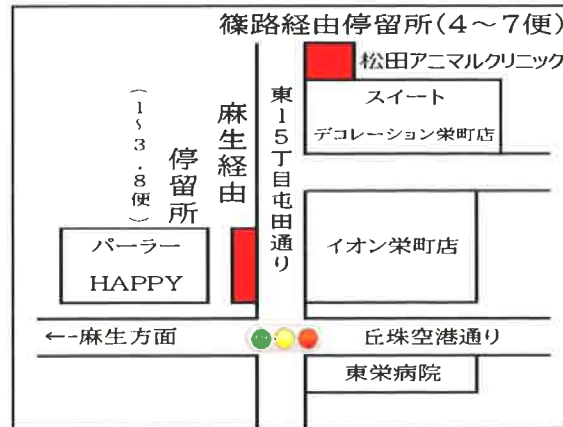 篠路経由停留所(4～7便)
松田アニマルクリニック
スイート
デコレーション栄町店
東15丁目屯田通り
麻生経由
停留所
(1～3.8便)
パーラー
HAPPY
イオン栄町店
←--麻生方面
丘珠空港通り
東栄病院